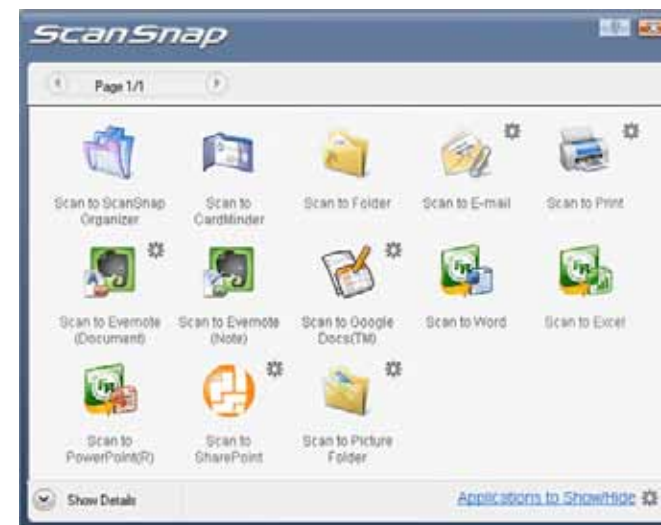 ScanSnap
Page 1/1
Scan to ScanSnap
Organizer
Scan to
CardMinder
Scan to Folder
Scan to E-mail
Scan to Print
Scan to Evernote
(Document)
Scan to Evernote
(Note)
Scan to Google
Docs(TM)
Scan to Word
Scan to Excel
Scan to
PowerPoint(R)
Scan to
SharePoint
Scan to Picture
Folder
Show Details
Applications to Show/Hide